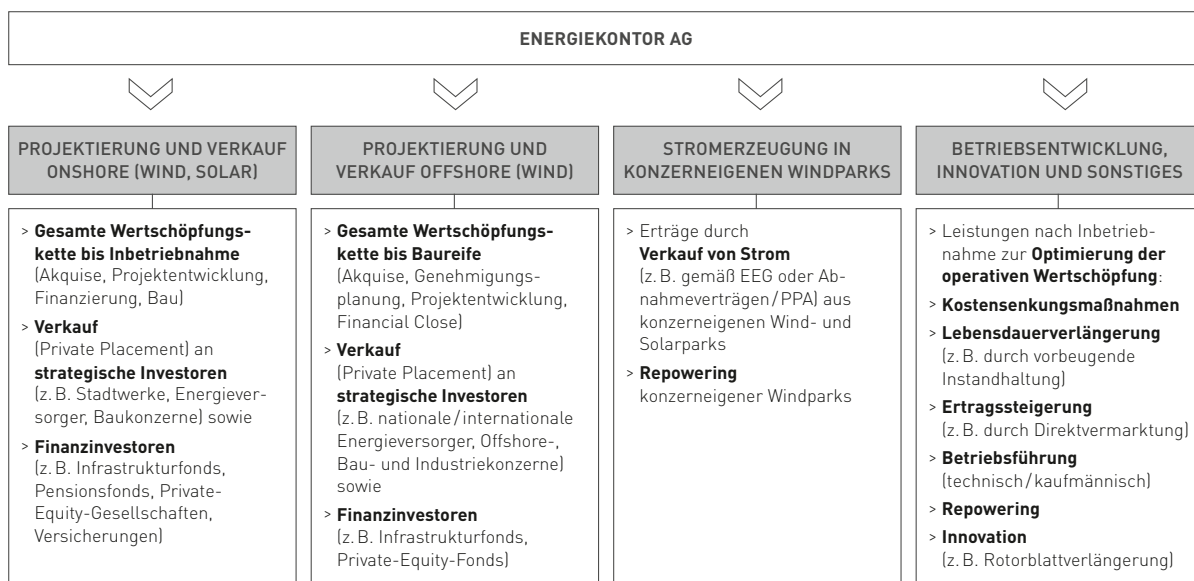 ENERGIEKONTOR AG
PROJEKTIERUNG UND VERKAUF
ONSHORE (WIND, SOLAR)
> Gesamte Wertschöpfungs-
kette bis Inbetriebnahme
(Akquise, Projektentwicklung,
Finanzierung, Bau)
> Verkauf
(Private Placement) an
strategische Investoren
(z. B. Stadtwerke, Energiever-
sorger, Baukonzerne) sowie
> Finanzinvestoren
(z. B. Infrastrukturfonds,
Pensionsfonds, Private-
Equity-Gesellschaften,
Versicherungen)
PROJEKTIERUNG UND
VERKAUF OFFSHORE (WIND)
> Gesamte Wertschöpfungs-
kette bis Baureife
(Akquise, Genehmigungs-
planung, Projektentwicklung,
Financial Close)
> Verkauf
(Private Placement) an
strategische Investoren
(z. B. nationale / internationale
Energieversorger, Offshore-,
Bau- und Industriekonzerne)
sowie
> Finanzinvestoren
(z. B. Infrastrukturfonds,
Private-Equity-Fonds)
STROMERZEUGUNG IN
KONZERNEIGENEN WINDPARKS
> Erträge durch
Verkauf von Strom
(z. B. gemäß EEG oder Ab-
nahmeverträgen / PPA) aus
konzerneigenen Wind- und
Solarparks
> Repowering
konzerneigener Windparks
BETRIEBSENTWICKLUNG,
INNOVATION UND SONSTIGES
> Leistungen nach Inbetrieb-
nahme zur Optimierung der
operativen Wertschöpfung:
> Kostensenkungsmaßnahmen
> Lebensdauerverlängerung
(z. B. durch vorbeugende
Instandhaltung)
> Ertragssteigerung
(z. B. durch Direktvermarktung)
> Betriebsführung
(technisch / kaufmännisch)
> Repowering
> Innovation
(z. B. Rotorblattverlängerung)